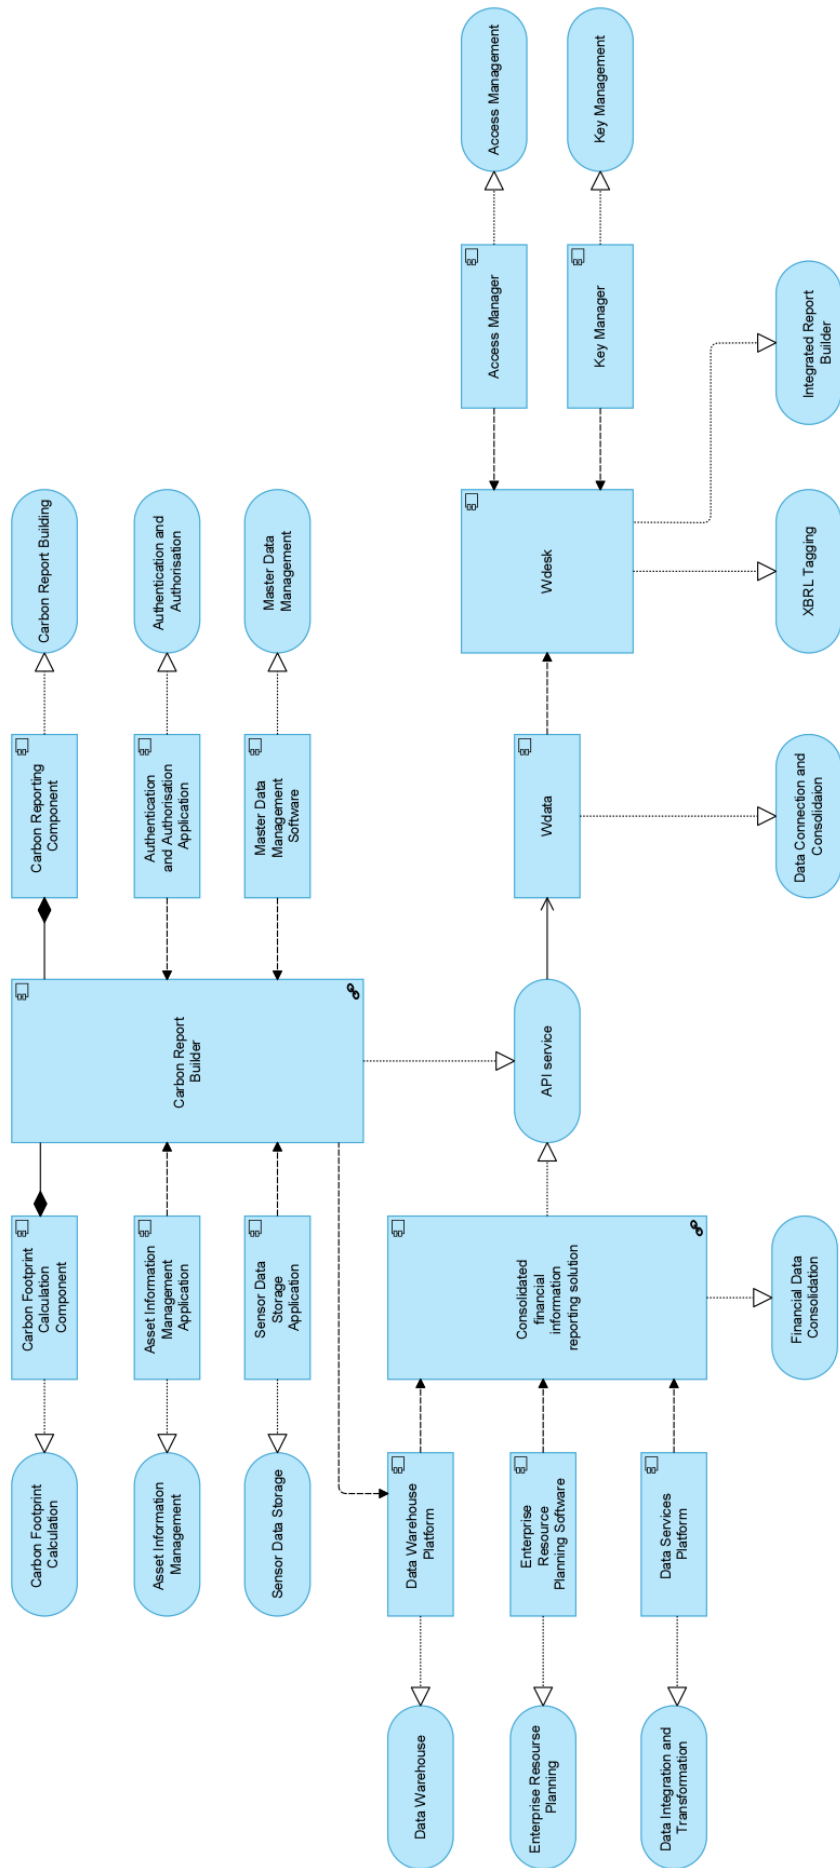 Carbon Footprint
Calculation
Carbon Footprint
Calculation
Component
Carbon Reporting
Component
Carbon Report Building
Asset Information
Management
Asset Information
Management
Application
Carbon Report
Builder
Authentication
and Authorisation
Application
Authentication and
Authorisation
Sensor Data Storage
Sensor Data
Storage
Application
Master Data
Management
Software
Master Data
Management
Data Warehouse
Data Warehouse
Platform
Enterprise Resourse
Planning
Enterprise
Resource
Planning Software
Consolidated
financial
information
reporting solution
API service
Wdata
Wdesk
Access Manager
Access Management
Key Manager
Key Management
Data Integration and
Transformation
Data Services
Platform
Financial Data
Consolidation
Data Connection and
Consolidaion
XBRL Tagging
Integrated Report
Builder